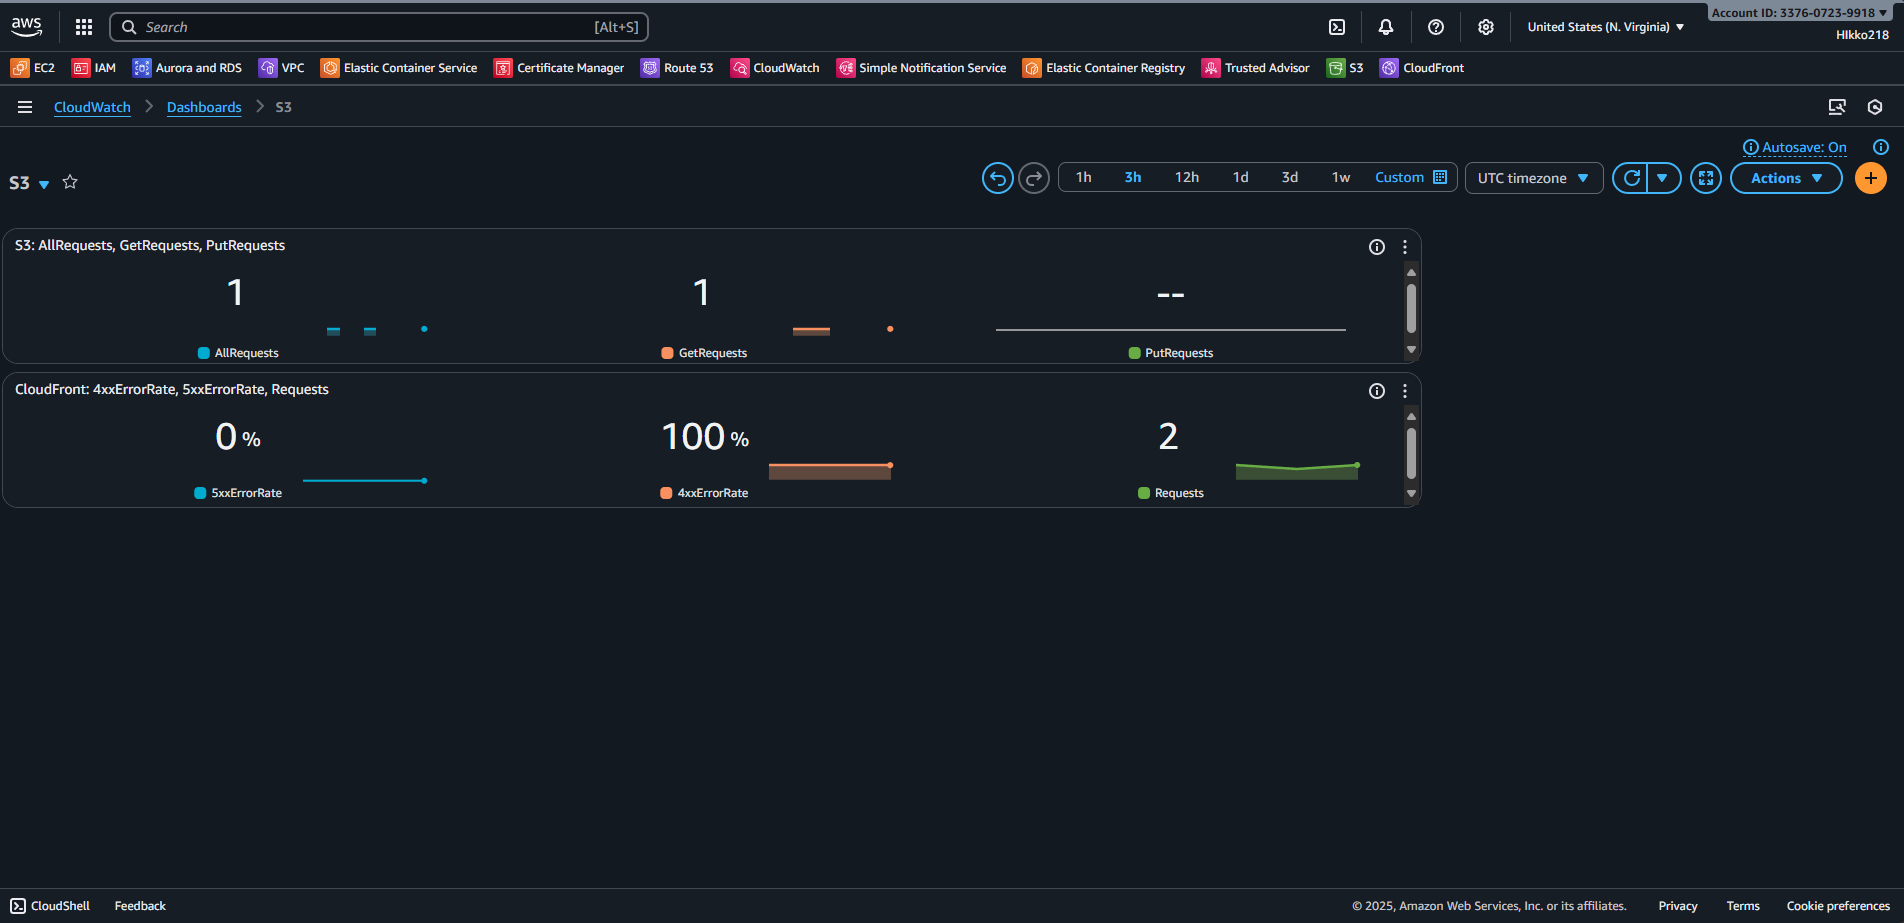 aws
Search
[Alt+S]
United States (N. Virginia)
Account ID: 3376-0723-9918
HIkko218
EC2
IAM
Aurora and RDS
VPC
Elastic Container Service
Certificate Manager
Route 53
CloudWatch
Simple Notification Service
Elastic Container Registry
Trusted Advisor
S3
CloudFront
CloudWatch
Dashboards
S3
Autosave: On
S3
1h
3h
12h
1d
3d
1w
Custom
UTC timezone
Actions
S3: AllRequests, GetRequests, PutRequests
1
1
--
AllRequests
GetRequests
PutRequests
CloudFront: 4xxErrorRate, 5xxErrorRate, Requests
0 %
100 %
2
5xxErrorRate
4xxErrorRate
Requests
CloudShell
Feedback
© 2025, Amazon Web Services, Inc. or its affiliates.
Privacy
Terms
Cookie preferences